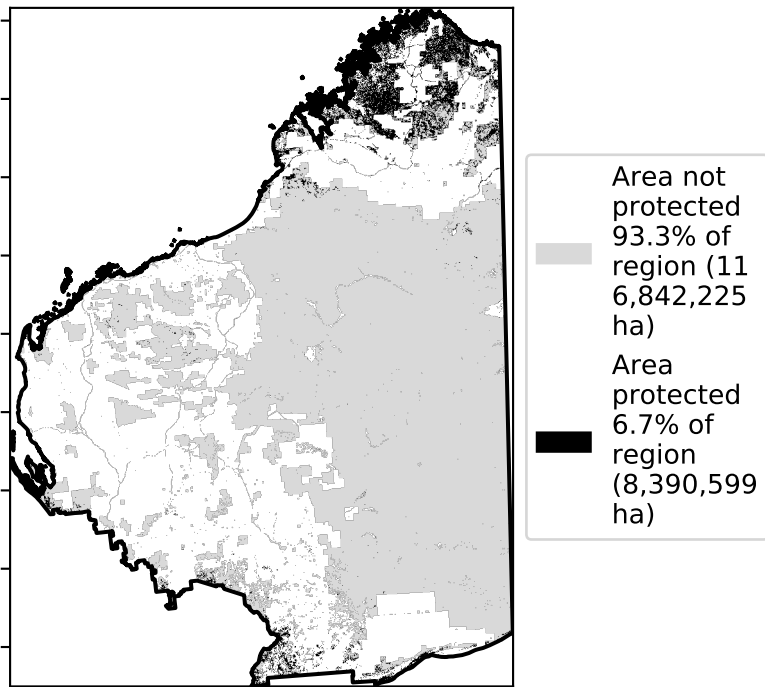 Area not
protected
93.3% of
region (11
6,842,225
ha)
Area
protected
6.7% of
region
(8,390,599
ha)